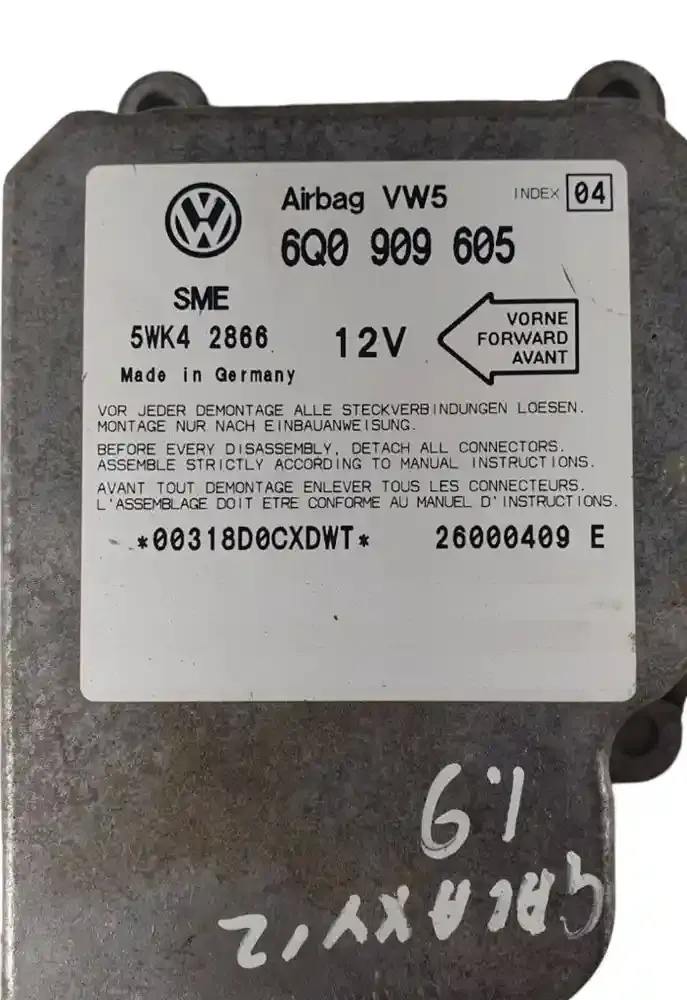 Airbag VW5 INDEX 04
6Q0 909 605
SME
5WK4 2866 12V
VORNE
FORWARD
AVANT
Made in Germany
VOR JEDER DEMONTAGE ALLE STECKVERBINDUNGEN LOESEN.
MONTAGE NUR NACH EINBAUANWEISUNG.
BEFORE EVERY DISASSEMBLY, DETACH ALL CONNECTORS.
ASSEMBLE STRICTLY ACCORDING TO MANUAL INSTRUCTIONS.
AVANT TOUT DEMONTAGE ENLEVER TOUS LES CONNECTEURS.
L'ASSEMBLAGE DOIT ETRE CONFORME AU MANUEL D'INSTRUCTIONS.
*00318D0CXDWT* 26000409 E
1.9